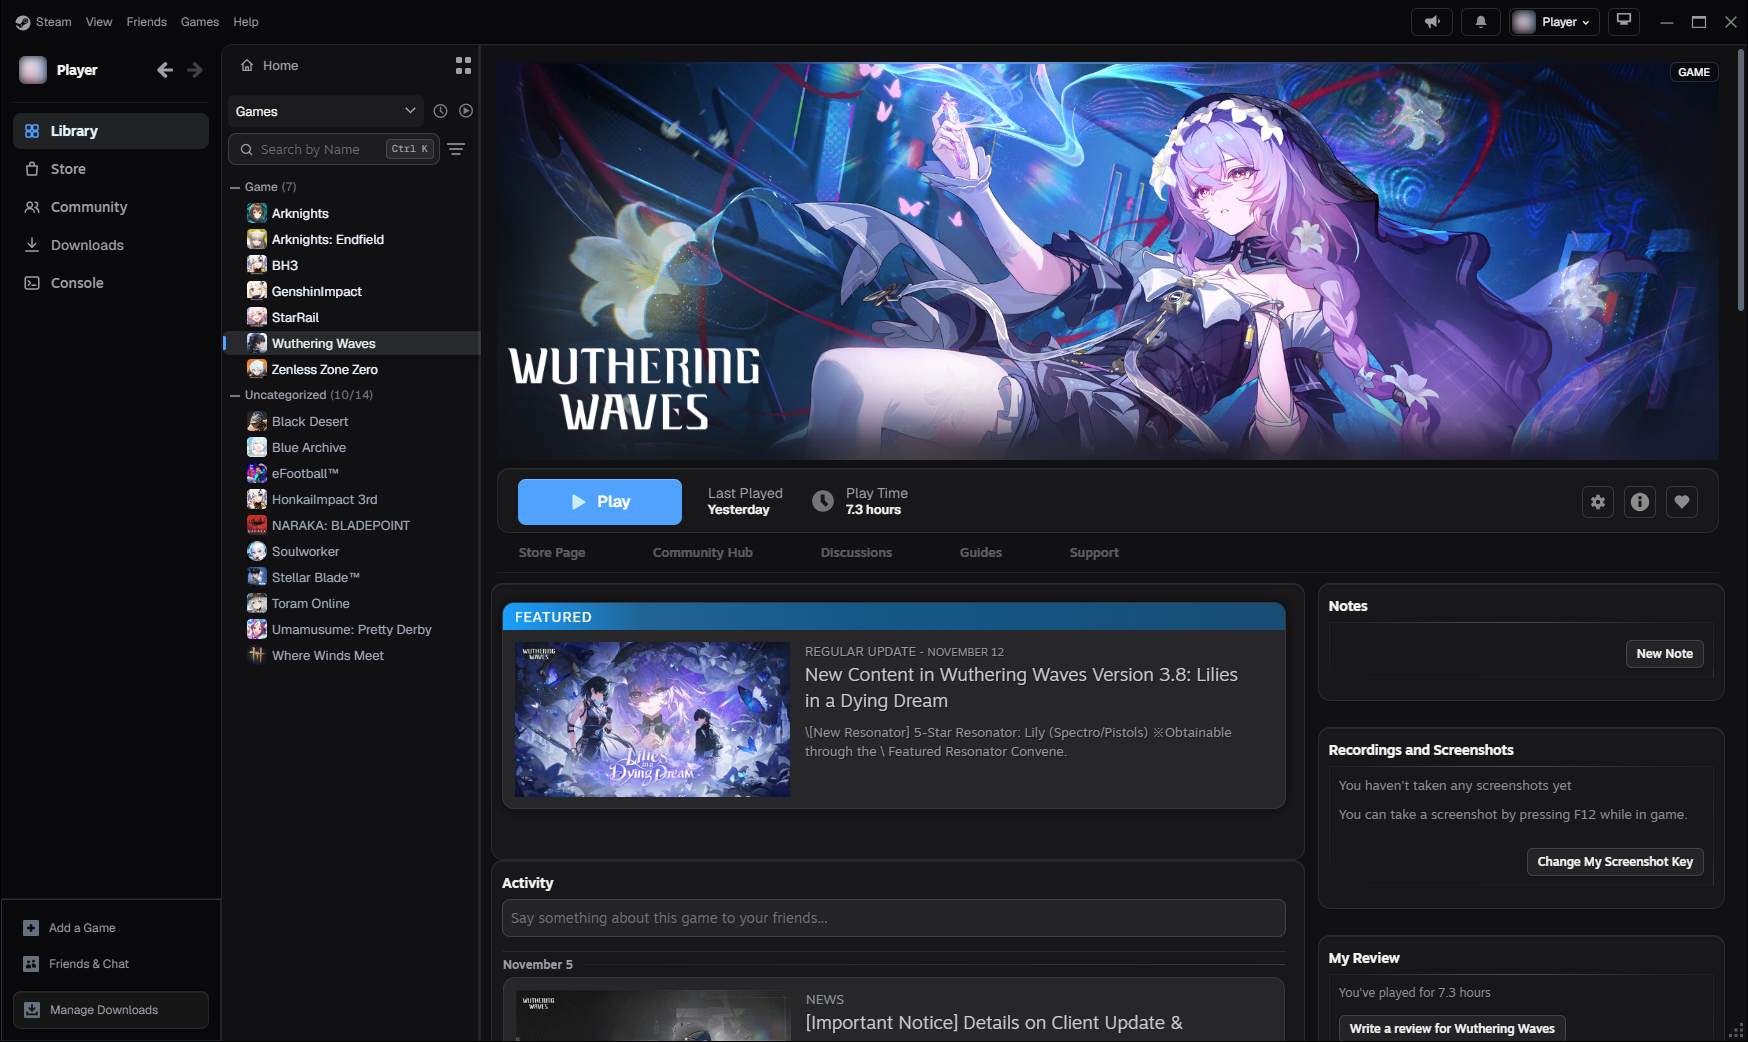 Steam View Friends Games Help
Player
Player
Library
Store
Community
Downloads
Console
Add a Game
Friends & Chat
Manage Downloads
Home
Games
Search by Name Ctrl K
Game (7)
Arknights
Arknights: Endfield
BH3
GenshinImpact
StarRail
Wuthering Waves
Zenless Zone Zero
Uncategorized (10/14)
Black Desert
Blue Archive
eFootball™
HonkaiImpact 3rd
NARAKA: BLADEPOINT
Soulworker
Stellar Blade™
Toram Online
Umamusume: Pretty Derby
Where Winds Meet
GAME
WUTHERING
WAVES
Play
Last Played
Yesterday
Play Time
7.3 hours
Store Page Community Hub Discussions Guides Support
FEATURED
WUTHERING
WAVES
Lilies
in a
Dying Dream
REGULAR UPDATE - NOVEMBER 12
New Content in Wuthering Waves Version 3.8: Lilies
in a Dying Dream
\[New Resonator] 5-Star Resonator: Lily (Spectro/Pistols) ※Obtainable
through the \ Featured Resonator Convene.
Activity
Say something about this game to your friends...
November 5
WUTHERING
WAVES
NEWS
[Important Notice] Details on Client Update &
Notes
New Note
Recordings and Screenshots
You haven't taken any screenshots yet
You can take a screenshot by pressing F12 while in game.
Change My Screenshot Key
My Review
You've played for 7.3 hours
Write a review for Wuthering Waves